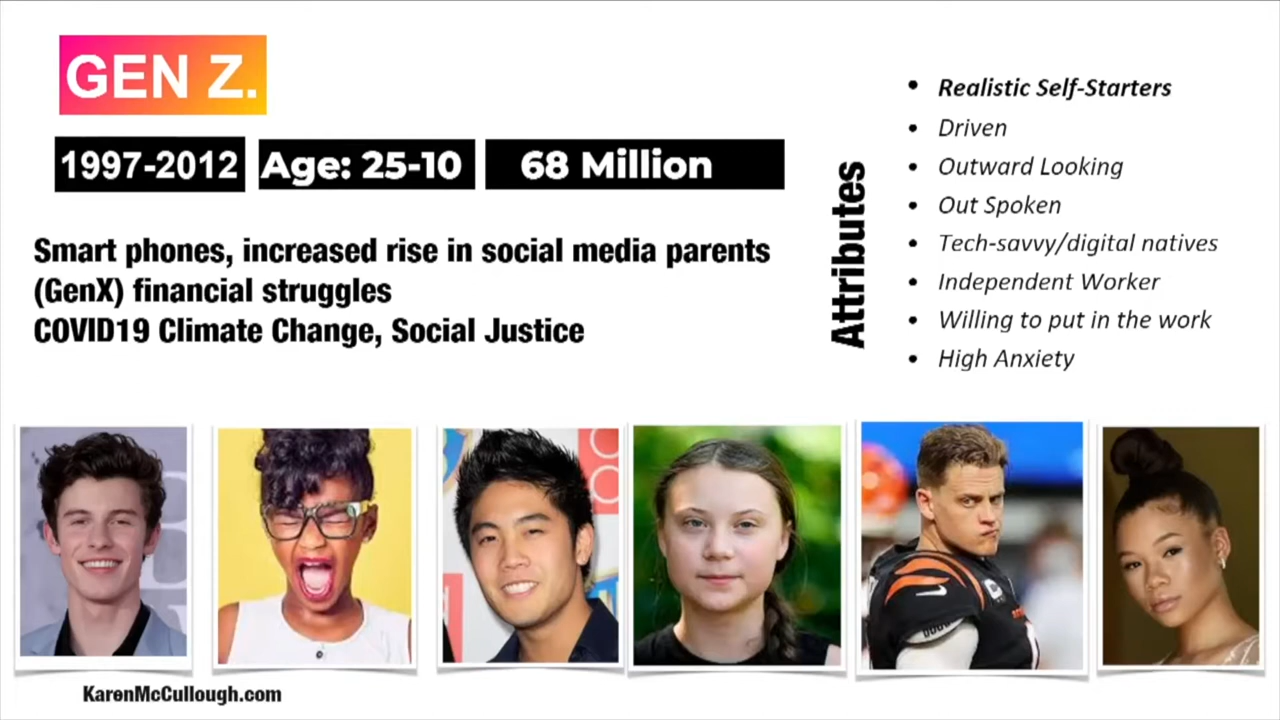 GEN Z.
1997-2012
Age: 25-10
68 Million
Smart phones, increased rise in social media parents
(GenX) financial struggles
COVID19 Climate Change, Social Justice
Attributes
• Realistic Self-Starters
• Driven
• Outward Looking
• Out Spoken
• Tech-savvy/digital natives
• Independent Worker
• Willing to put in the work
• High Anxiety
KarenMcCullough.com